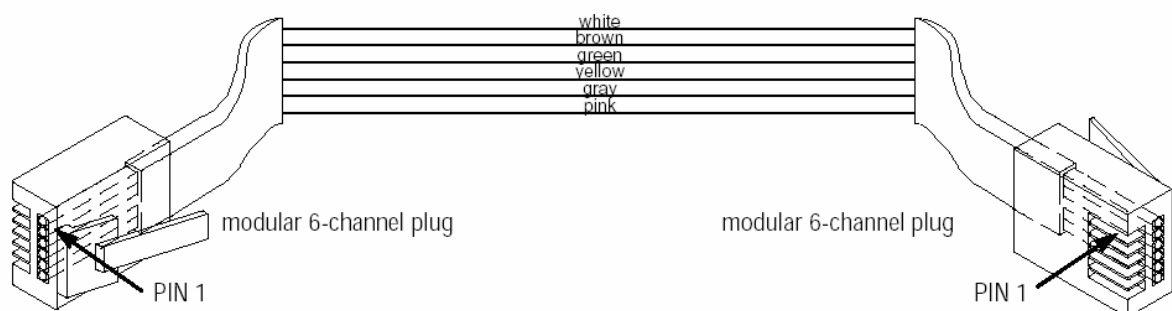 white
brown
green
yellow
gray
pink
modular 6-channel plug
modular 6-channel plug
PIN 1
PIN 1